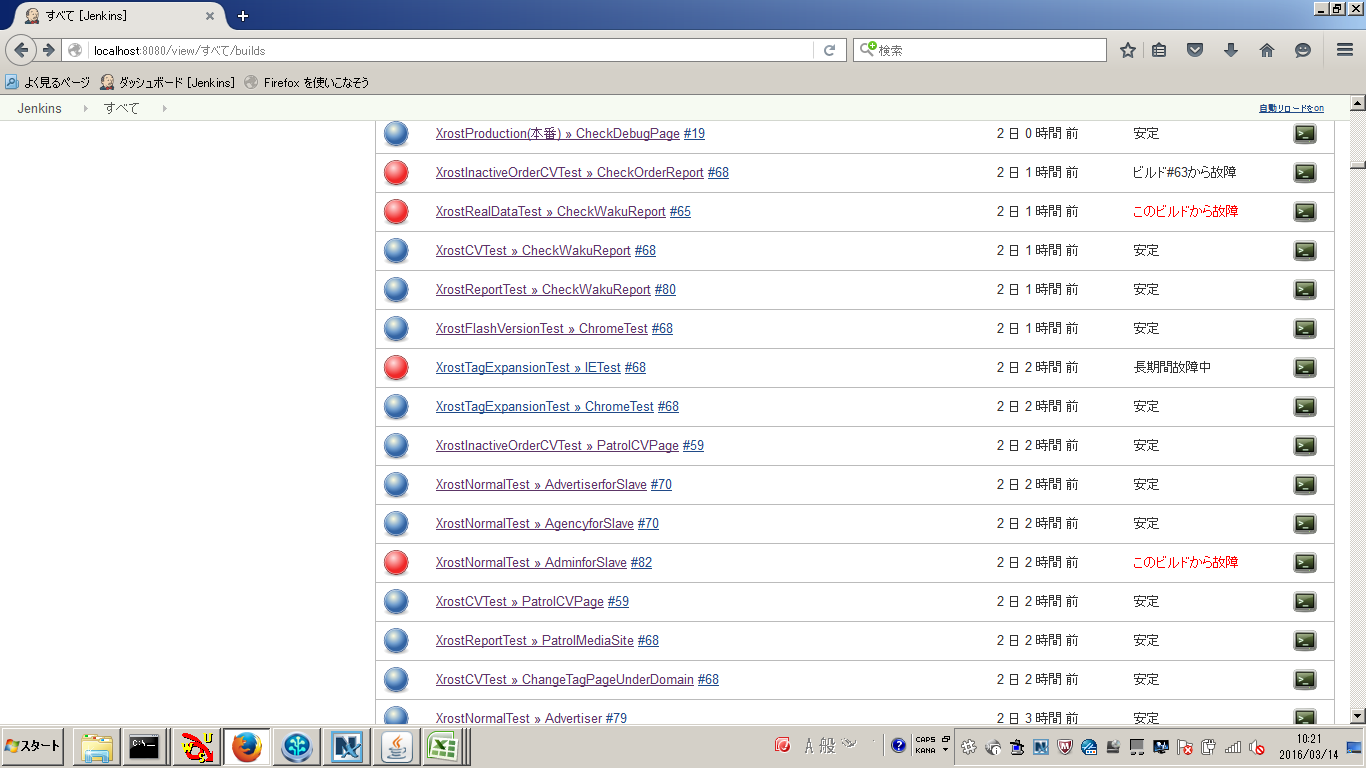 すべて [Jenkins]
localhost:8080/view/すべて/builds
検索
よく見るページ ダッシュボード [Jenkins] Firefox を使いこなそう
Jenkins すべて 自動リロードをon
XrostProduction(本番) » CheckDebugPage #19 2 日 0 時間 前 安定
XrostInactiveOrderCVTest » CheckOrderReport #68 2 日 1 時間 前 ビルド#63から故障
XrostRealDataTest » CheckWakuReport #65 2 日 1 時間 前 このビルドから故障
XrostCVTest » CheckWakuReport #68 2 日 1 時間 前 安定
XrostReportTest » CheckWakuReport #80 2 日 1 時間 前 安定
XrostFlashVersionTest » ChromeTest #68 2 日 1 時間 前 安定
XrostTagExpansionTest » IETest #68 2 日 2 時間 前 長期間故障中
XrostTagExpansionTest » ChromeTest #68 2 日 2 時間 前 安定
XrostInactiveOrderCVTest » PatrolCVPage #59 2 日 2 時間 前 安定
XrostNormalTest » AdvertiserforSlave #70 2 日 2 時間 前 安定
XrostNormalTest » AgencyforSlave #70 2 日 2 時間 前 安定
XrostNormalTest » AdminforSlave #82 2 日 2 時間 前 このビルドから故障
XrostCVTest » PatrolCVPage #59 2 日 2 時間 前 安定
XrostReportTest » PatrolMediaSite #68 2 日 2 時間 前 安定
XrostCVTest » ChangeTagPageUnderDomain #68 2 日 2 時間 前 安定
XrostNormalTest » Advertiser #79 2 日 3 時間 前 安定
スタート
A 般
CAPS
KANA
10:21
2016/03/14